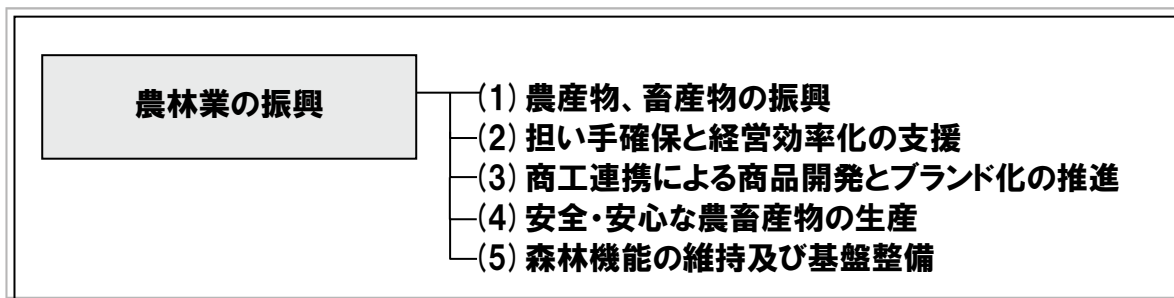 農林業の振興
(1) 農産物、畜産物の振興
(2) 担い手確保と経営効率化の支援
(3) 商工連携による商品開発とブランド化の推進
(4) 安全・安心な農畜産物の生産
(5) 森林機能の維持及び基盤整備